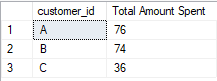 customer_id Total Amount Spent
1 A 76
2 B 74
3 C 36